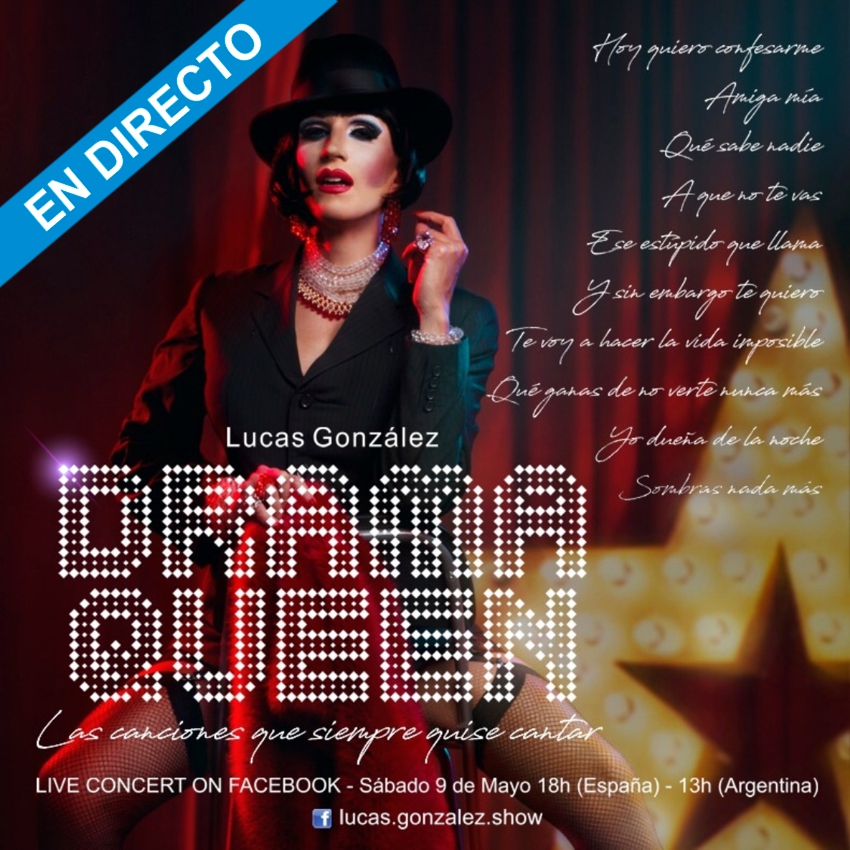 EN DIRECTO
Hoy quiero confesarme
Amiga mía
Qué sabe nadie
A que no te vas
Ese estúpido que llama
Y sin embargo te quiero
Te voy a hacer la vida imposible
Qué ganas de no verte nunca más
Yo dueña de la noche
Sombras nada más
Lucas González
DRAMA
QUEEN
Las canciones que siempre quise cantar
LIVE CONCERT ON FACEBOOK - Sábado 9 de Mayo 18h (España) - 13h (Argentina)
f lucas.gonzalez.show